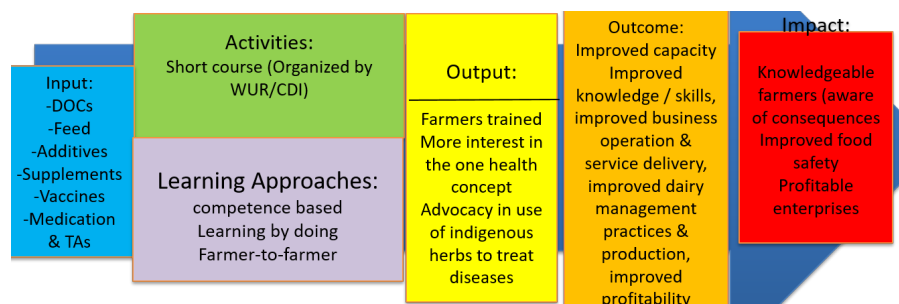 Input:
-DOCs
-Feed
-Additives
-Supplements
-Vaccines
-Medication
& TAs
Activities:
Short course (Organized by
WUR/CDI)
Learning Approaches:
competence based
Learning by doing
Farmer-to-farmer
Output:
Farmers trained
More interest in
the one health
concept
Advocacy in use
of indigenous
herbs to treat
diseases
Outcome:
Improved capacity
Improved
knowledge / skills,
improved business
operation &
service delivery,
improved dairy
management
practices &
production,
improved
profitability
Impact:
Knowledgeable
farmers (aware
of consequences
Improved food
safety
Profitable
enterprises